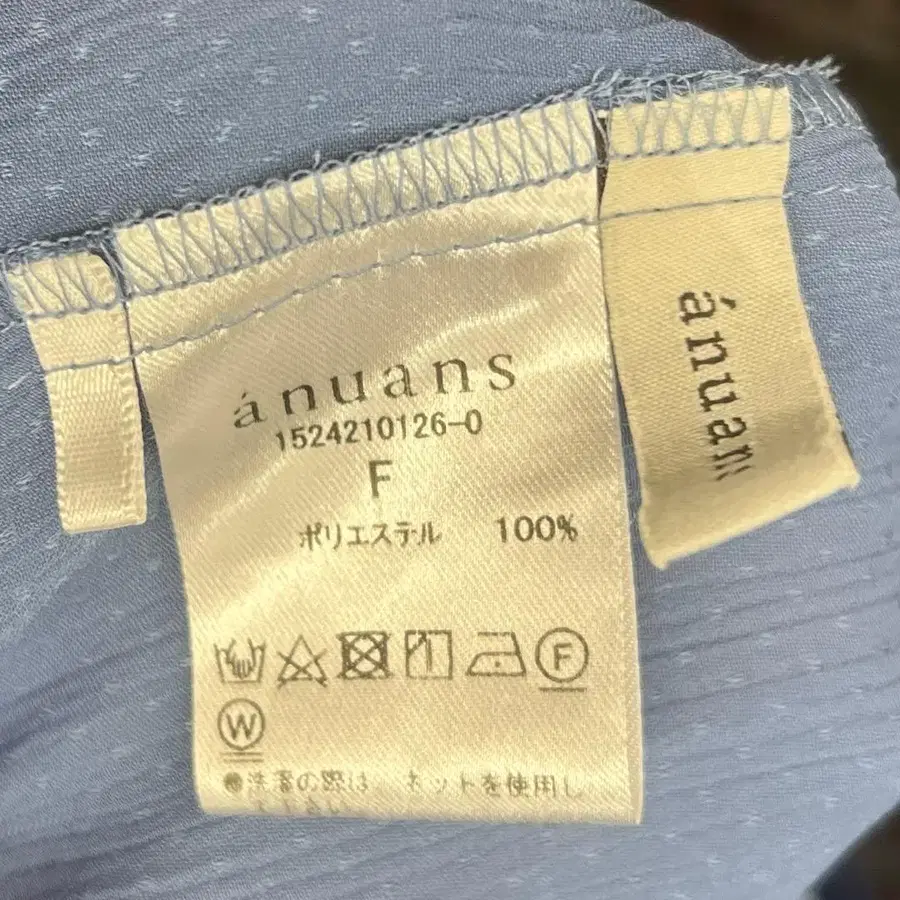 ánuans
1524210126-0
F
ポリエステル 100%
F
W
●洗濯の際は ネットを使用し
ánuan